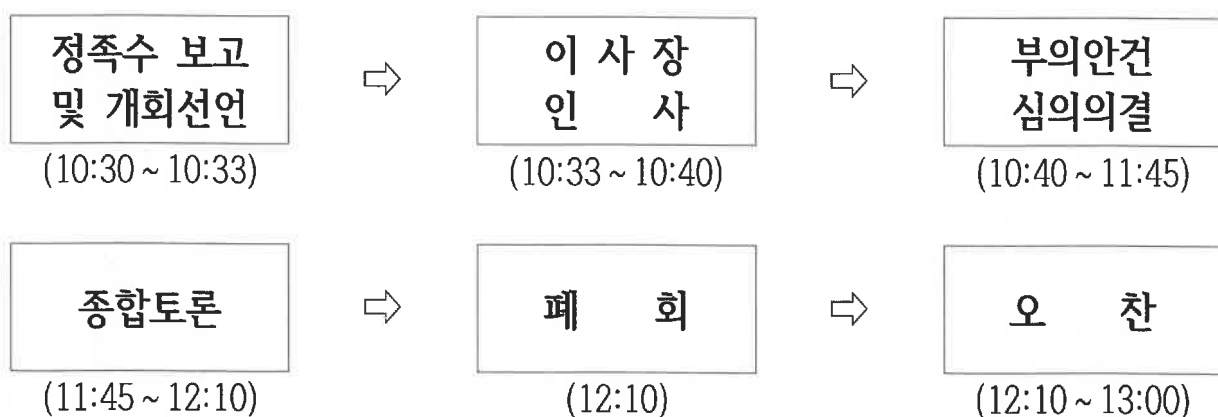 정족수 보고
및 개회선언
(10:30 ~ 10:33)
⇨
이 사 장
인 사
(10:33 ~ 10:40)
⇨
부의안건
심의의결
(10:40 ~ 11:45)
종합토론
(11:45 ~ 12:10)
⇨
폐 회
(12:10)
⇨
오 찬
(12:10 ~ 13:00)